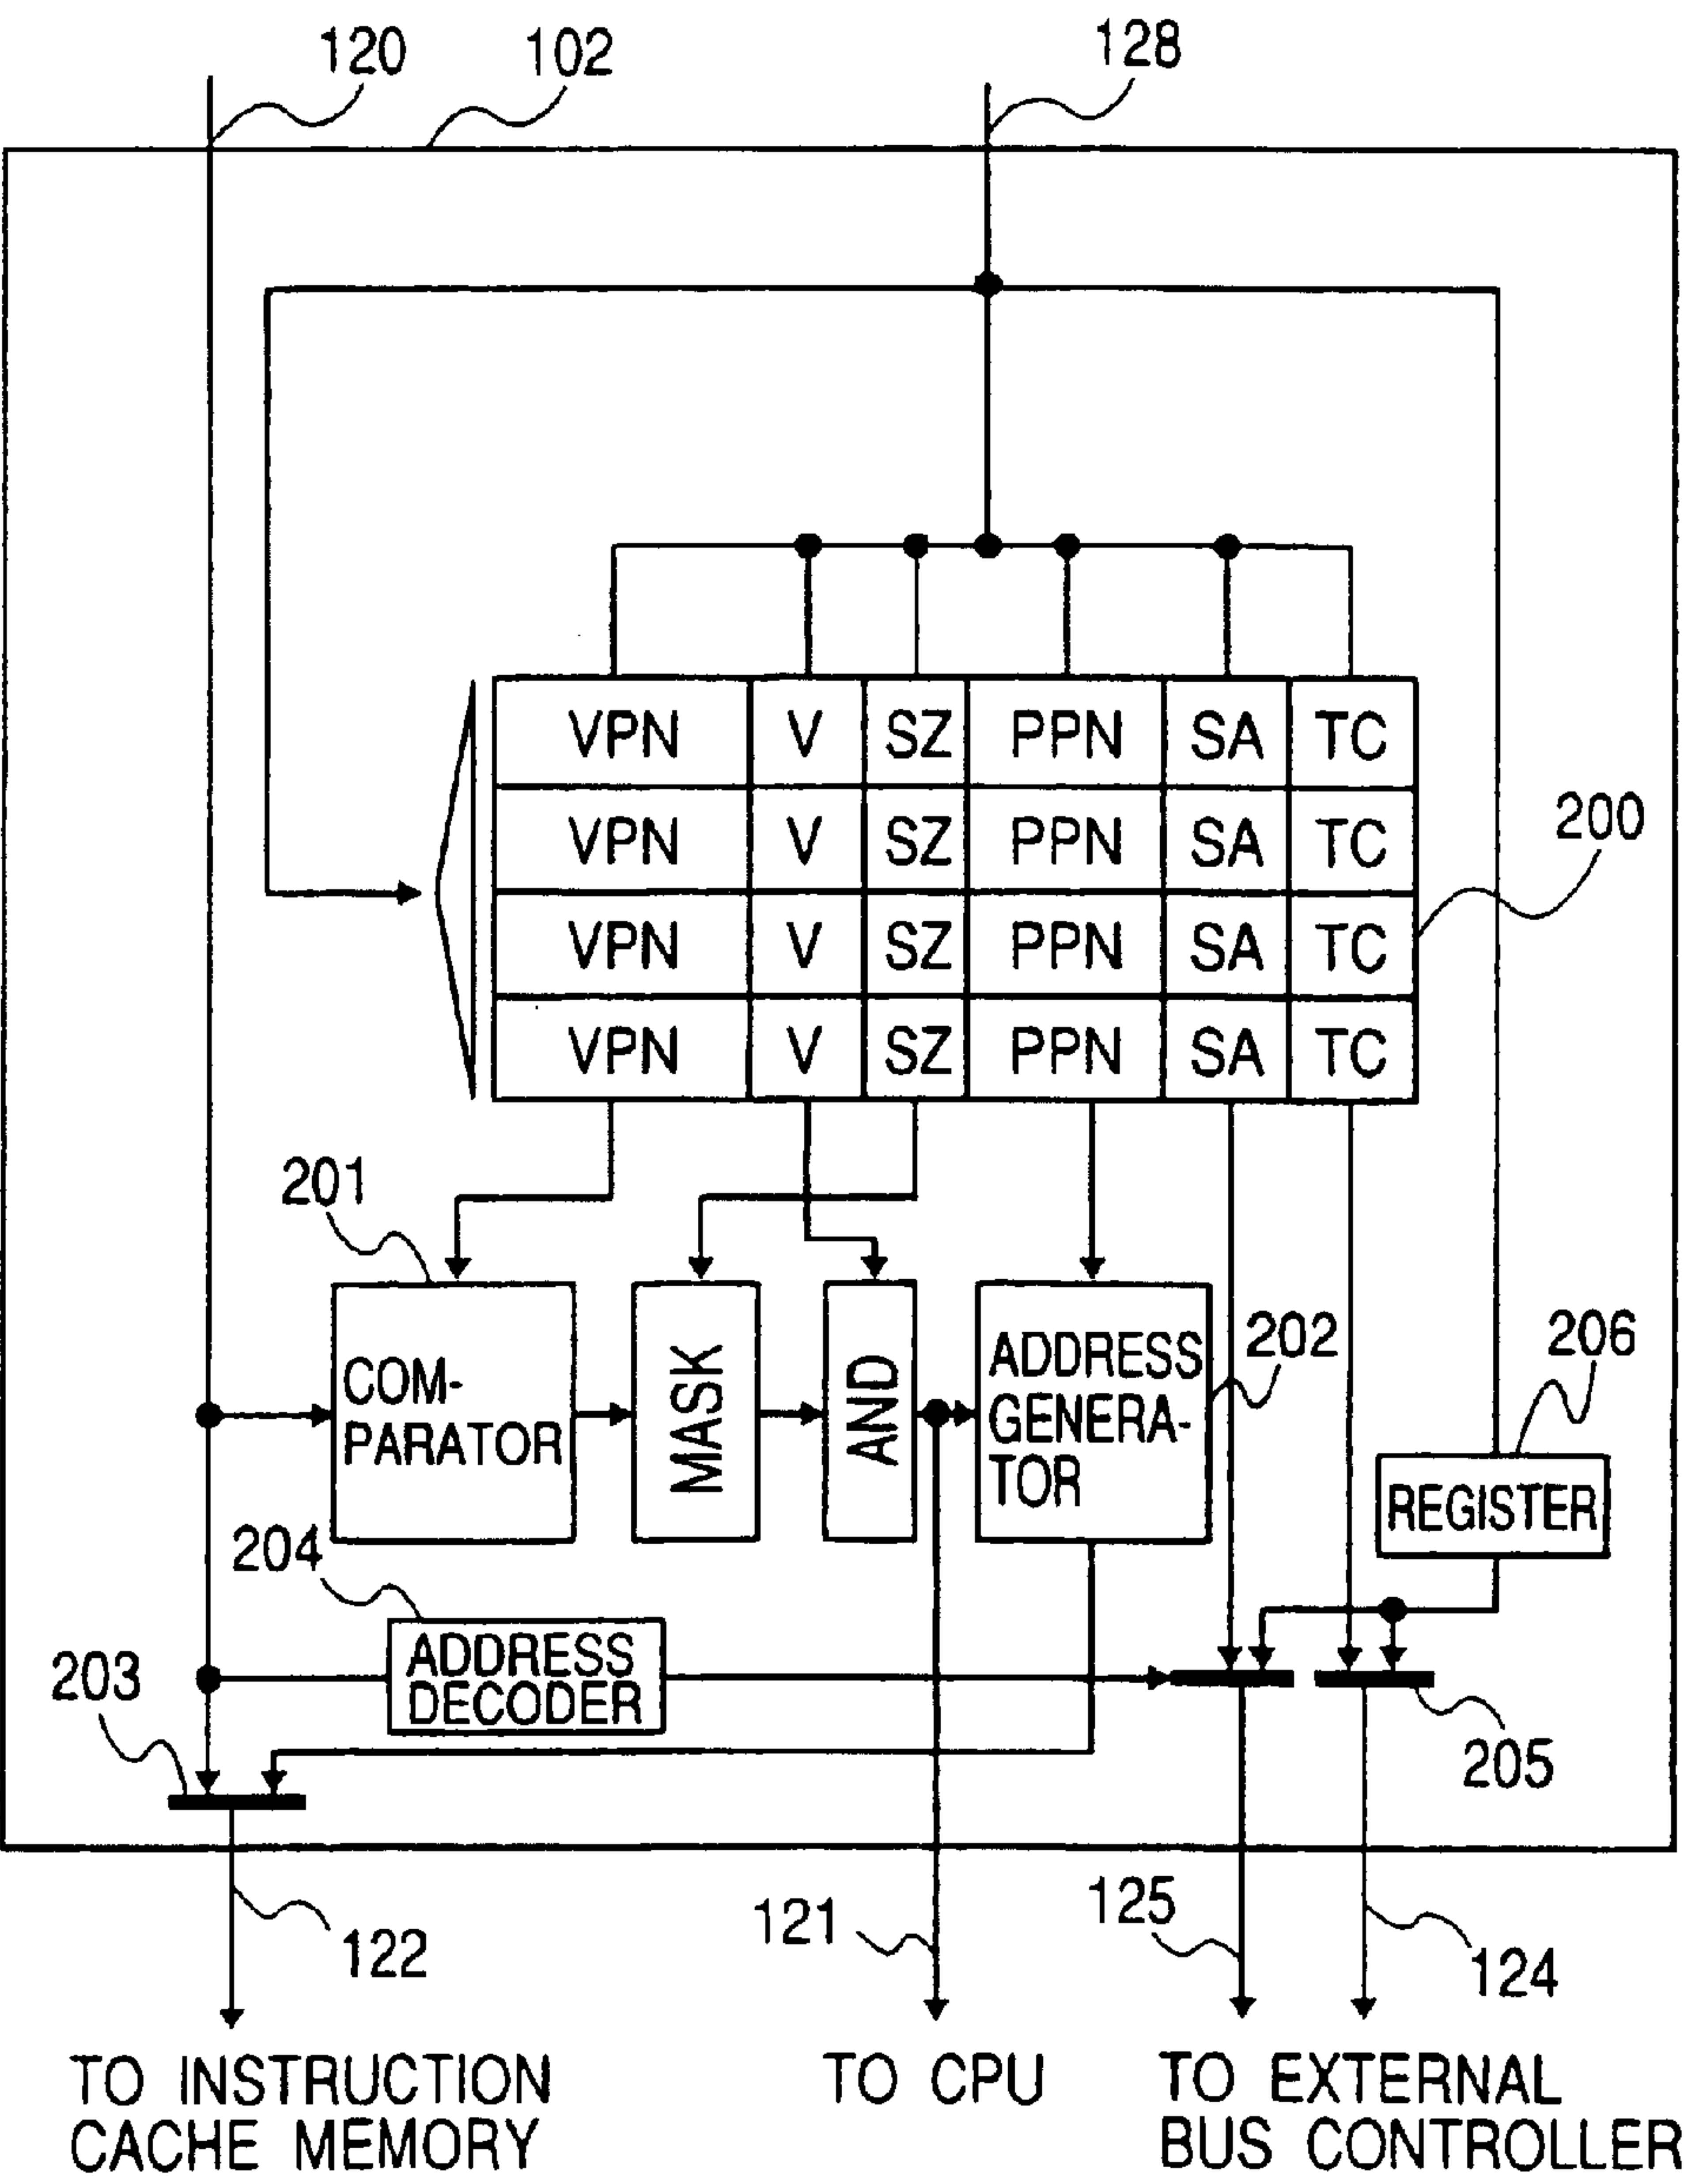 120
102
128
VPN V SZ PPN SA TC
VPN V SZ PPN SA TC
200
VPN V SZ PPN SA TC
VPN V SZ PPN SA TC
201
202
206
COM-
PARATOR
MASK
AND
ADDRESS
GENERA-
TOR
REGISTER
204
203
ADDRESS
DECODER
205
122
121
125
124
TO INSTRUCTION
CACHE MEMORY
TO CPU
TO EXTERNAL
BUS CONTROLLER